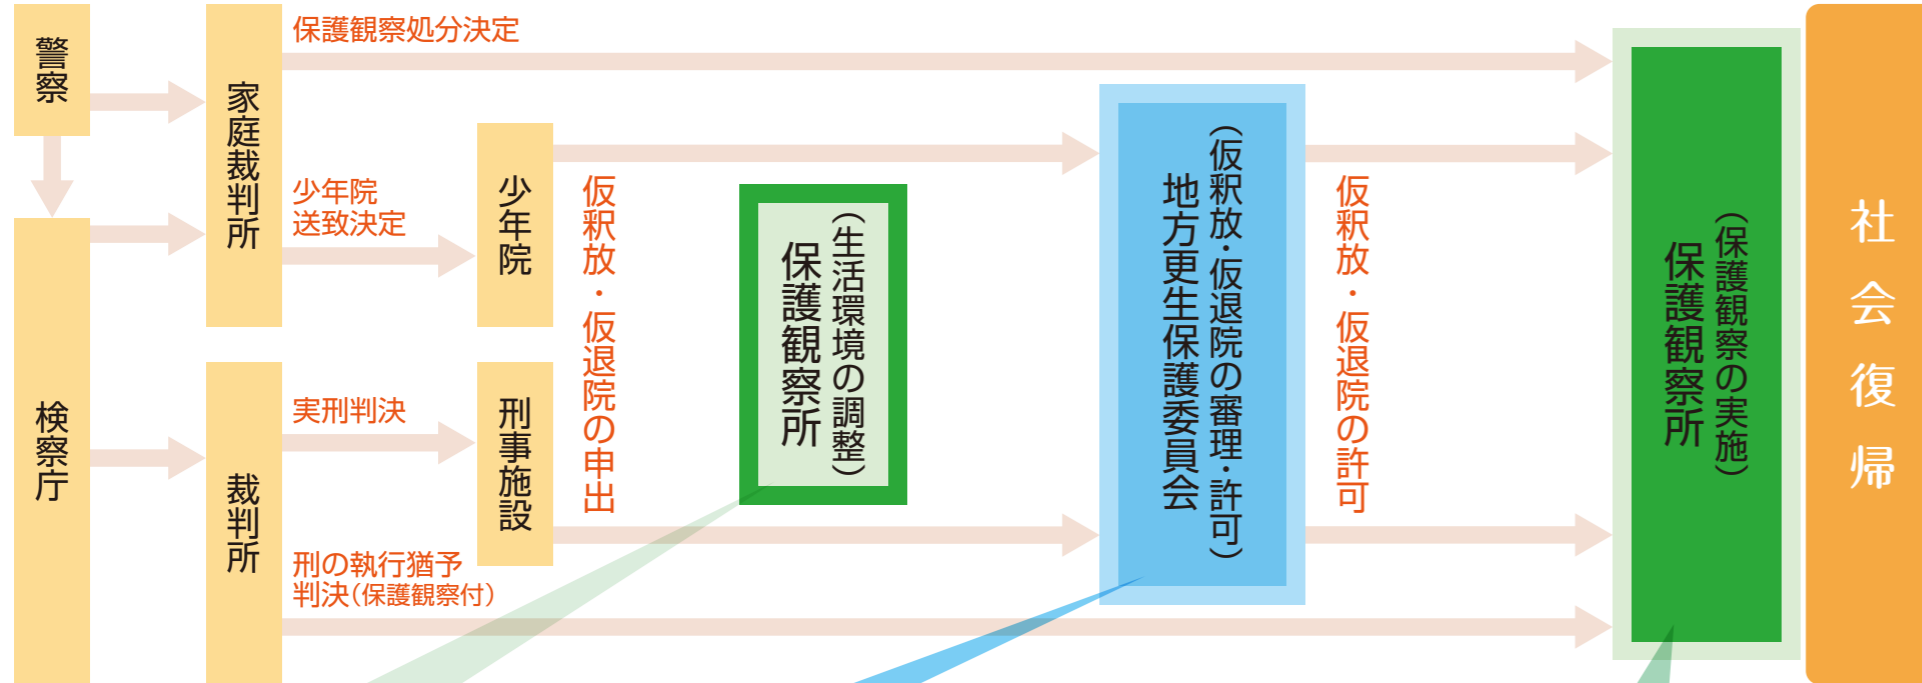 警察
検察庁
家庭裁判所
裁判所
保護観察処分決定
少年院
送致決定
実刑判決
刑の執行猶予
判決(保護観察付)
少年院
刑事施設
仮釈放・仮退院の申出
(生活環境の調整)
保護観察所
(仮釈放・仮退院の審理・許可)
地方更生保護委員会
仮釈放・仮退院の許可
(保護観察の実施)
保護観察所
社会復帰